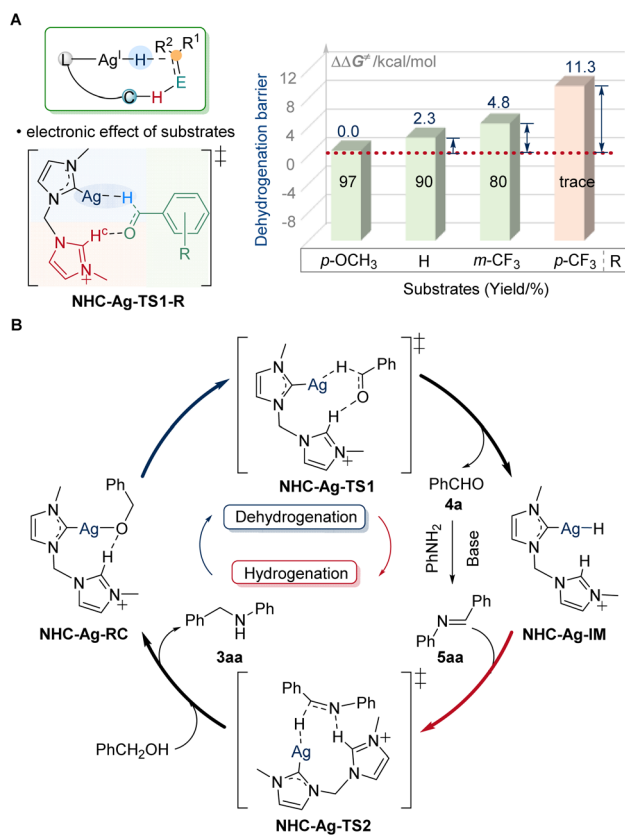 A
L
Ag
I
H
R²
R¹
E
C
H
• electronic effect of substrates
N
N
Ag
H
Hᶜ
O
N
N
+
R
‡
NHC-Ag-TS1-R
ΔΔG≠ /kcal/mol
Dehydrogenation barrier
12
8
4
0
-4
-8
0.0
2.3
4.8
11.3
97
90
80
trace
p-OCH3
H
m-CF3
p-CF3
R
Substrates (Yield/%)
B
‡
N
N
Ag
H
Ph
O
H
N
N
+
NHC-Ag-TS1
PhCHO
4a
PhNH2
Base
N
N
Ag
H
H
N
N
+
NHC-Ag-IM
Ph
N
Ph
5aa
Dehydrogenation
Hydrogenation
Ph
N
N
Ag
O
H
N
N
+
NHC-Ag-RC
Ph
N
H
Ph
3aa
PhCH2OH
‡
Ph
N
Ph
H
H
Ag
N
N
N
N
+
NHC-Ag-TS2